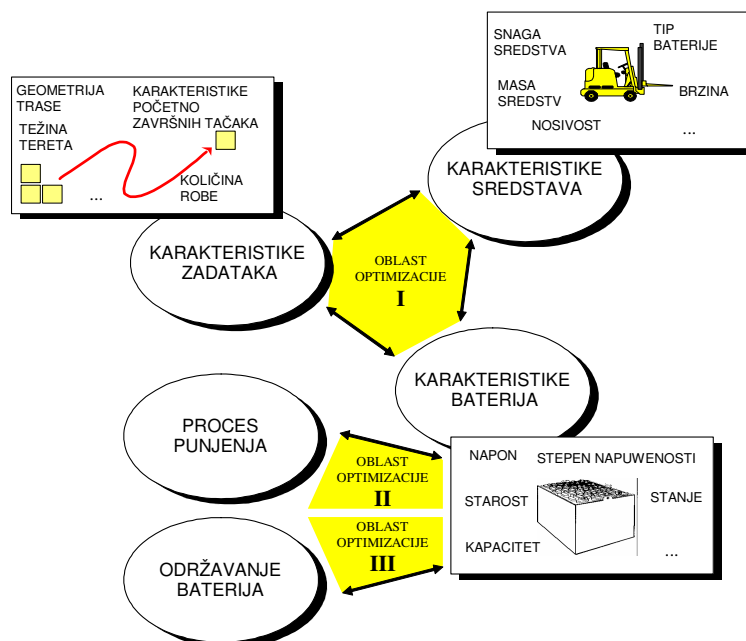 SNAGA
SREDSTVA
TIP
BATERIJE
MASA
SREDSTV
BRZINA
NOSIVOST
...
GEOMETRIJA
TRASE
KARAKTERISTIKE
POČETNO
ZAVRŠNIH TAČAKA
TEŽINA
TERETA
...
KOLIČINA
ROBE
KARAKTERISTIKE
SREDSTAVA
KARAKTERISTIKE
ZADATAKA
OBLAST
OPTIMIZACIJE
I
KARAKTERISTIKE
BATERIJA
PROCES
PUNJENJA
OBLAST
OPTIMIZACIJE
II
NAPON
STEPEN NAPUWENOSTI
STAROST
STANJE
KAPACITET
...
OBLAST
OPTIMIZACIJE
III
ODRŽAVANJE
BATERIJA